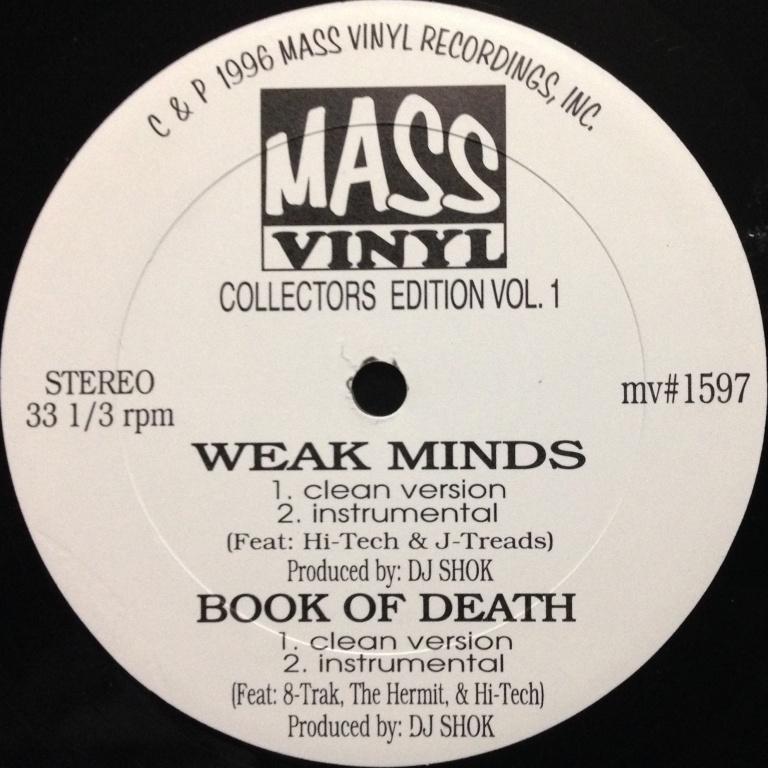 C & P 1996 MASS VINYL RECORDINGS, INC.
MASS
VINYL
COLLECTORS EDITION VOL. 1
STEREO
33 1/3 rpm
mv#1597
WEAK MINDS
1. clean version
2. instrumental
(Feat: Hi-Tech & J-Treads)
Produced by: DJ SHOK
BOOK OF DEATH
1. clean version
2. instrumental
(Feat: 8-Trak, The Hermit, & Hi-Tech)
Produced by: DJ SHOK